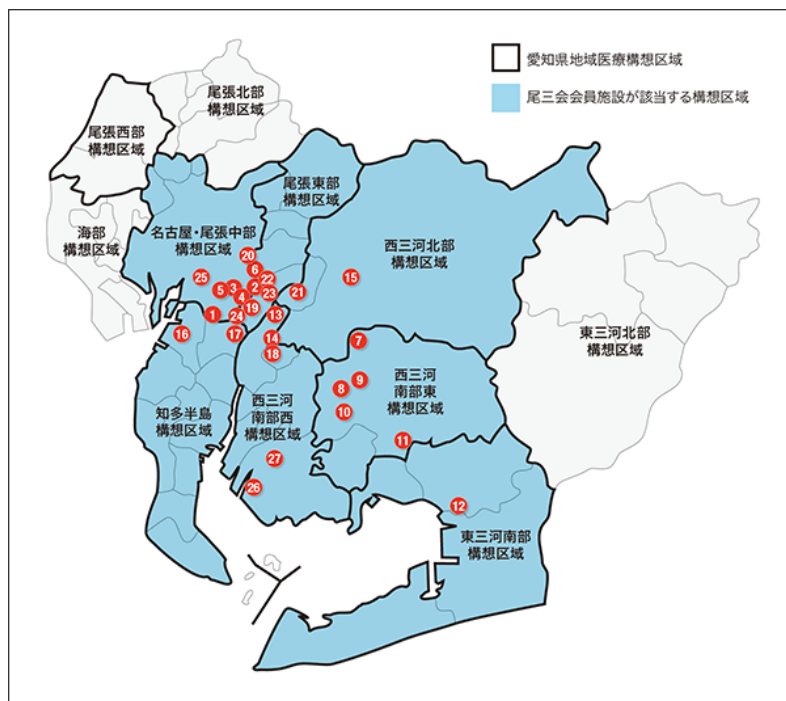 愛知県地域医療構想区域
尾三会会員施設が該当する構想区域
尾張北部
構想区域
尾張西部
構想区域
尾張東部
構想区域
海部
構想区域
名古屋・尾張中部
構想区域
西三河北部
構想区域
20
6
25
22
15
5
3
2
4
23
21
19
1
24
13
16
17
14
18
7
東三河北部
構想区域
西三河
南部東
構想区域
9
8
10
11
知多半島
構想区域
西三河
南部西
構想区域
27
26
12
東三河南部
構想区域